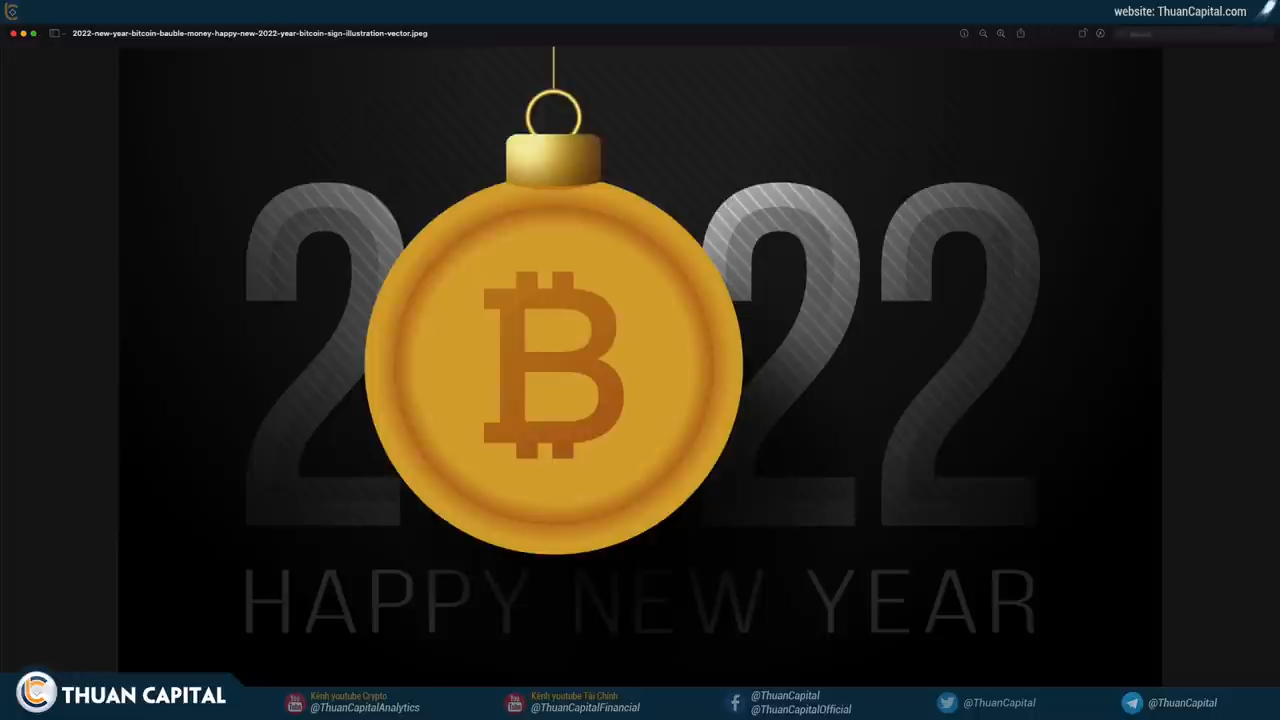 website: ThuanCapital.com
2022-new-year-bitcoin-bauble-money-happy-new-2022-year-bitcoin-sign-illustration-vector.jpeg
2022
HAPPY NEW YEAR
THUAN CAPITAL
Kênh youtube Crypto
@ThuanCapitalAnalytics
Kênh youtube Tài Chính
@ThuanCapitalFinancial
@ThuanCapital
@ThuanCapitalOfficial
@ThuanCapital
@ThuanCapital